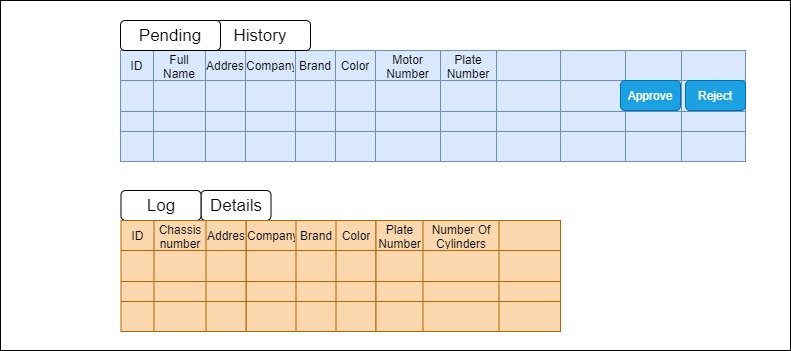 Pending History
ID Full Name Addres Company Brand Color Motor Number Plate Number
Approve Reject
Log Details
ID Chassis number Addres Company Brand Color Plate Number Number Of Cylinders